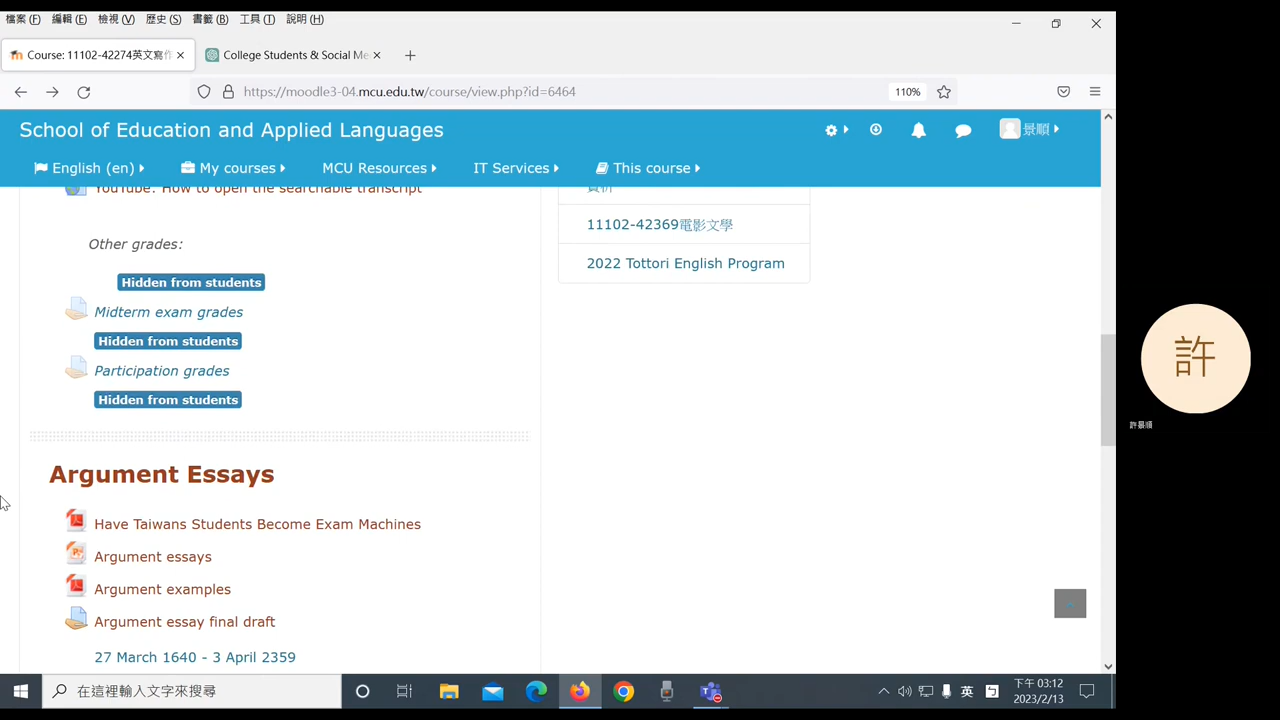 檔案 (F) 編輯(E) 檢視 (V) 歷史(S) 書籤(B) 工具 (T) 說明 (H)
Course: 11102-42274英文寫作 College Students & Social Me
https://moodle3-04.mcu.edu.tw/course/view.php?id=6464 110%
School of Education and Applied Languages 景順
English (en) My courses MCU Resources IT Services This course
YouTube: How to open the searchable transcript
賞析
Other grades:
11102-42369電影文學
2022 Tottori English Program
Hidden from students
Midterm exam grades
Hidden from students
Participation grades
Hidden from students
Argument Essays
Have Taiwans Students Become Exam Machines
Argument essays
Argument examples
Argument essay final draft
27 March 1640 - 3 April 2359
許
許景順
在這裡輸入文字來搜尋
英
下午 03:12
2023/2/13